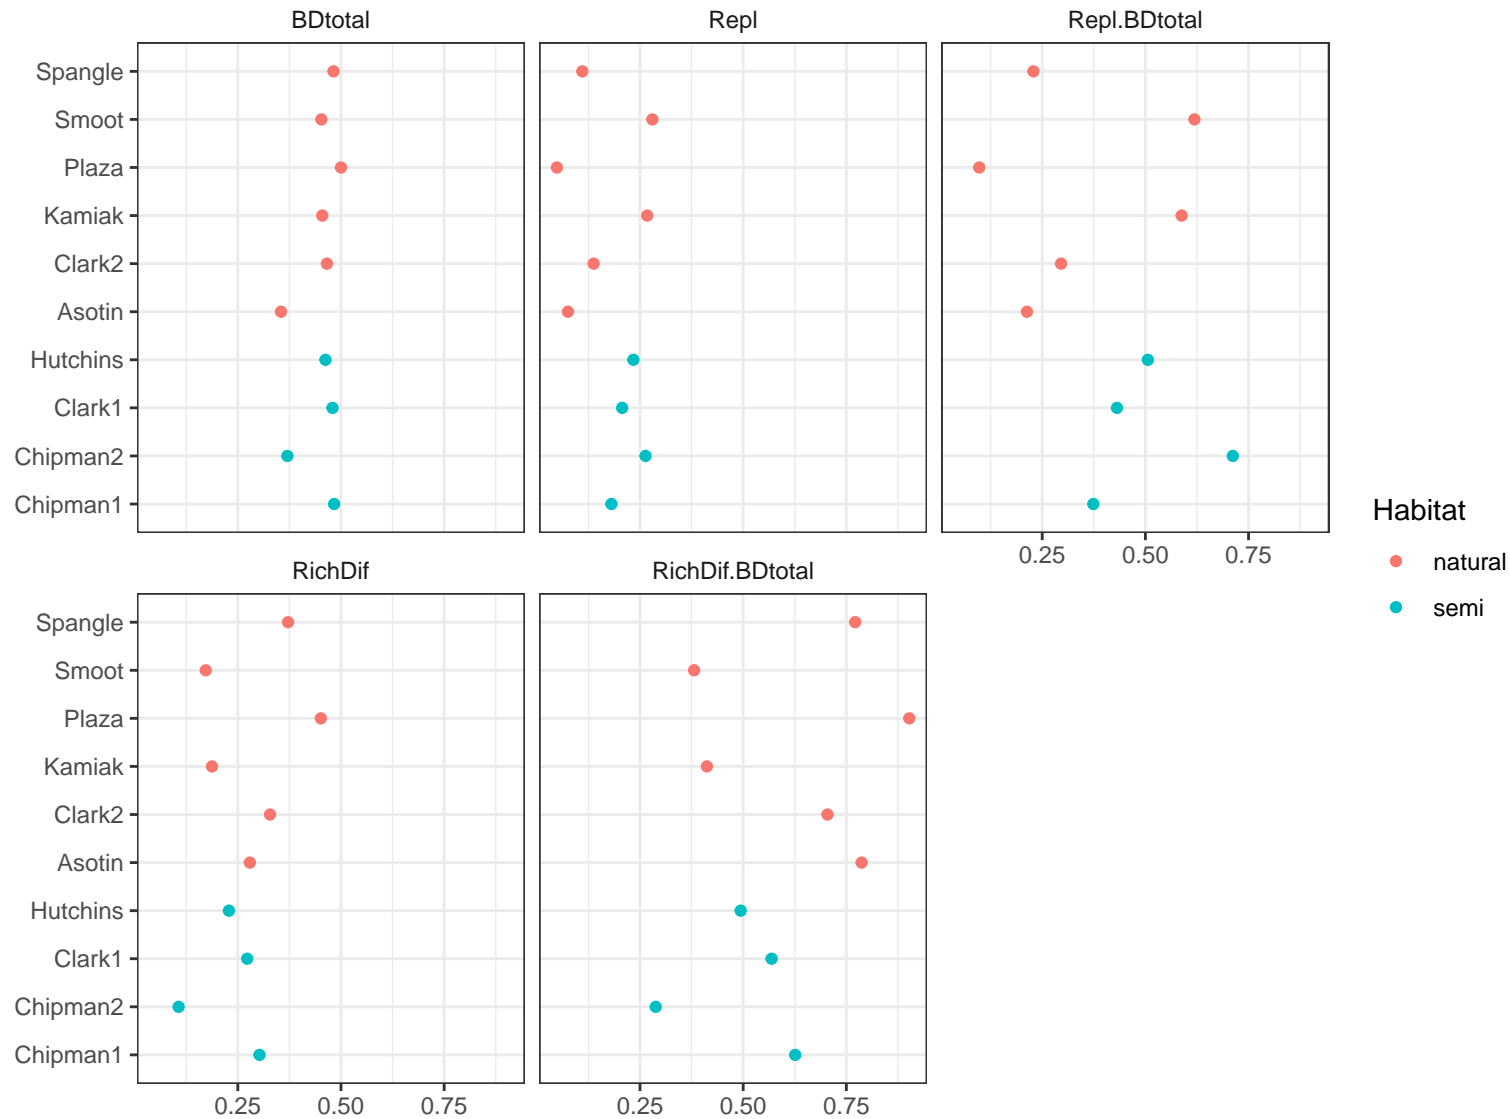 BDtotal Repl Repl.BDtotal
Spangle
Smoot
Plaza
Kamiak
Clark2
Asotin
Hutchins
Clark1
Chipman2
Chipman1
0.25 0.50 0.75
Habitat
natural
semi
RichDif RichDif.BDtotal
Spangle
Smoot
Plaza
Kamiak
Clark2
Asotin
Hutchins
Clark1
Chipman2
Chipman1
0.25 0.50 0.75 0.25 0.50 0.75